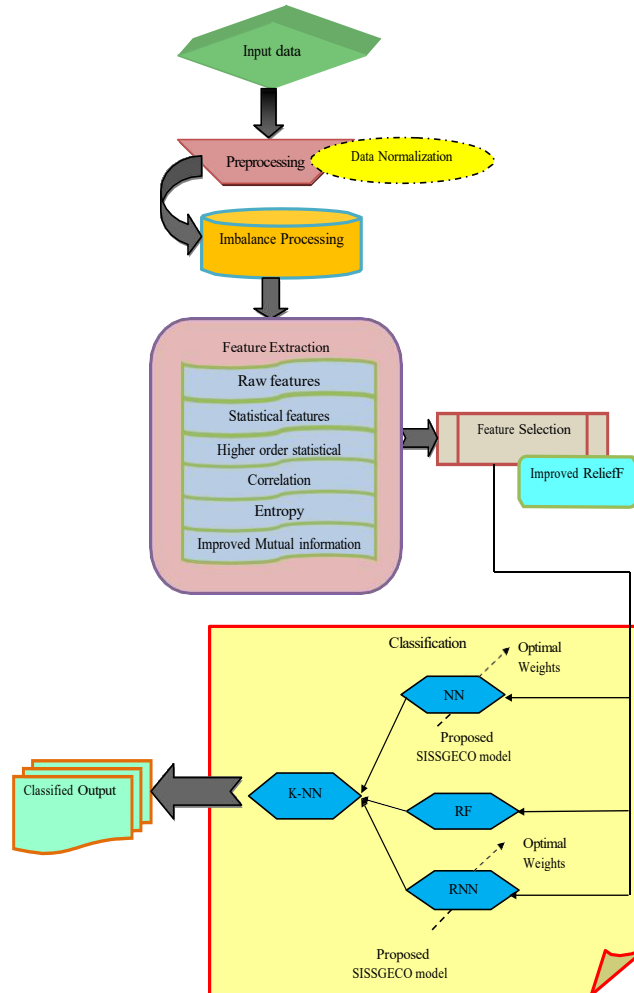 Input data
Preprocessing
Data Normalization
Imbalance Processing
Feature Extraction
Raw features
Statistical features
Higher order statistical
Correlation
Entropy
Improved Mutual information
Feature Selection
Improved ReliefF
Classification
Optimal
Weights
NN
Proposed
SISSGECO model
K-NN
RF
Classified Output
Optimal
Weights
RNN
Proposed
SISSGECO model